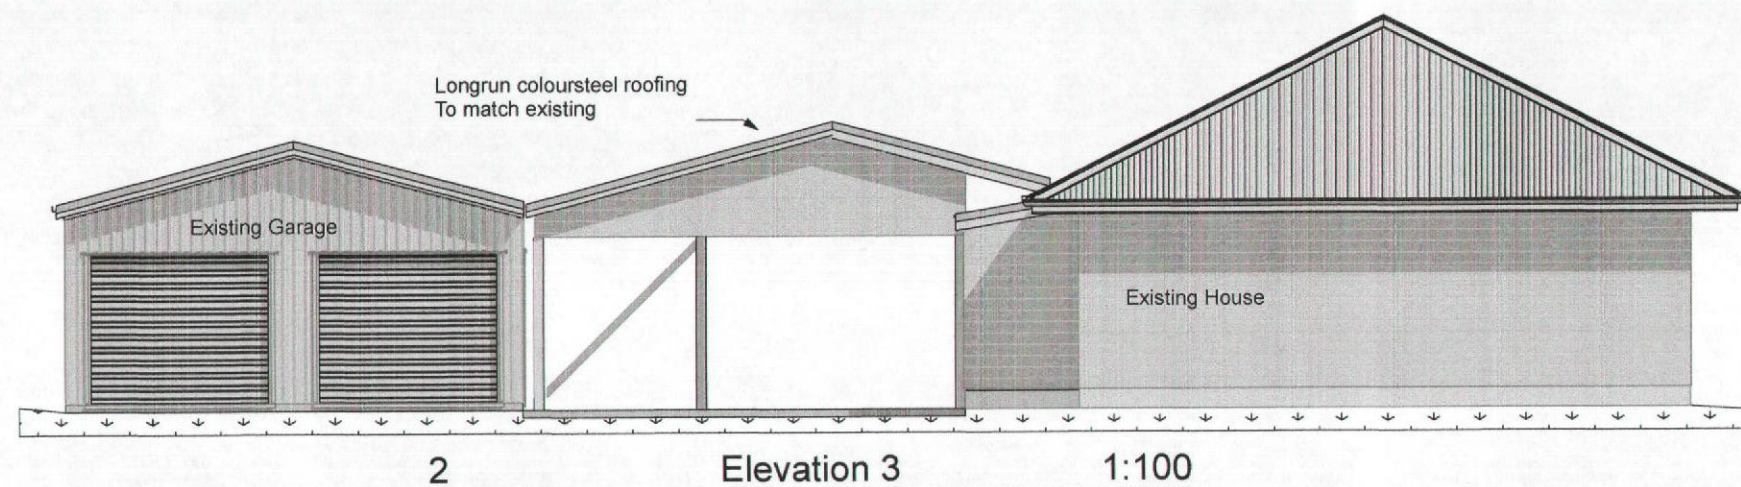 Longrun coloursteel roofing
To match existing
Existing Garage
Existing House
2 Elevation 3 1:100